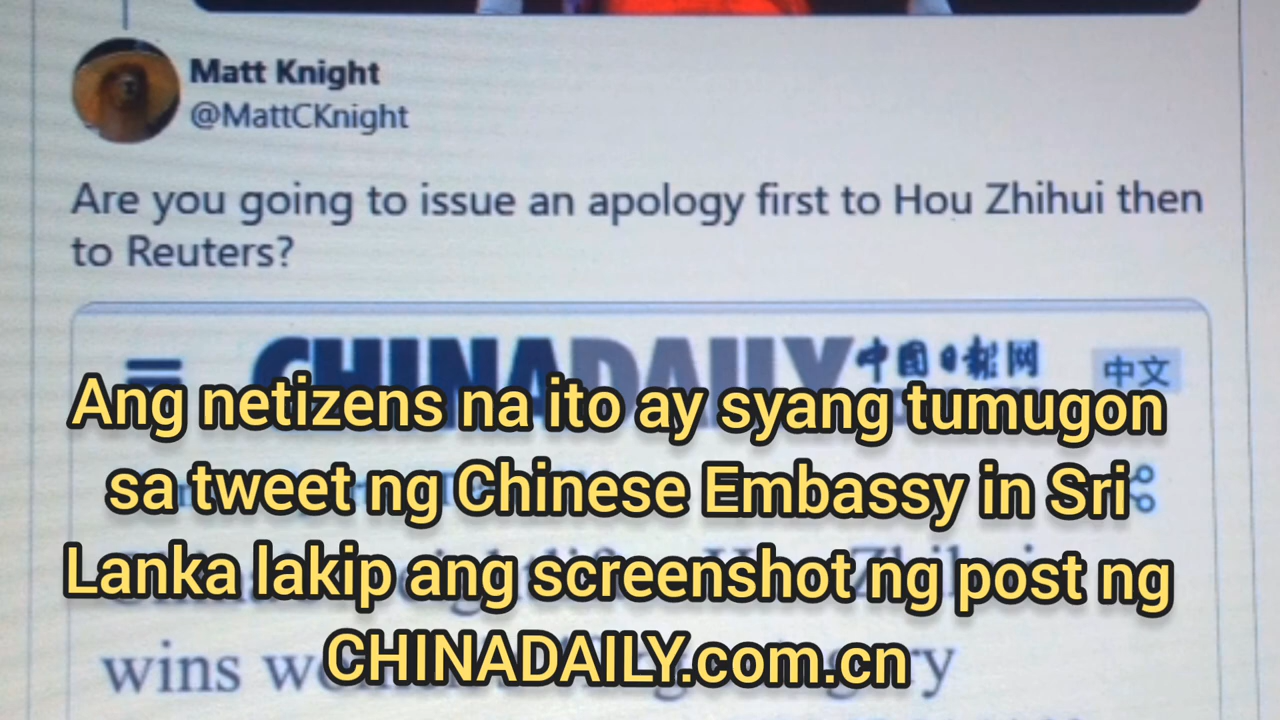 Matt Knight
@MattCKnight
Are you going to issue an apology first to Hou Zhihui then
to Reuters?
CHINADAILY 中國日報网
中文
Ang netizens na ito ay syang tumugon
sa tweet ng Chinese Embassy in Sri
Lanka lakip ang screenshot ng post ng
CHINADAILY.com.cn
wins